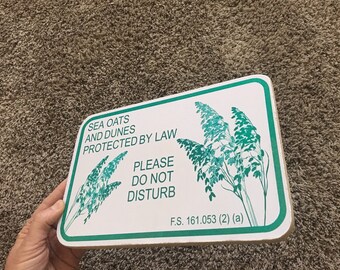 SEA OATS
AND DUNES
PROTECTED BY LAW
PLEASE
DO NOT
DISTURB
F.S. 161.053 (2) (a)